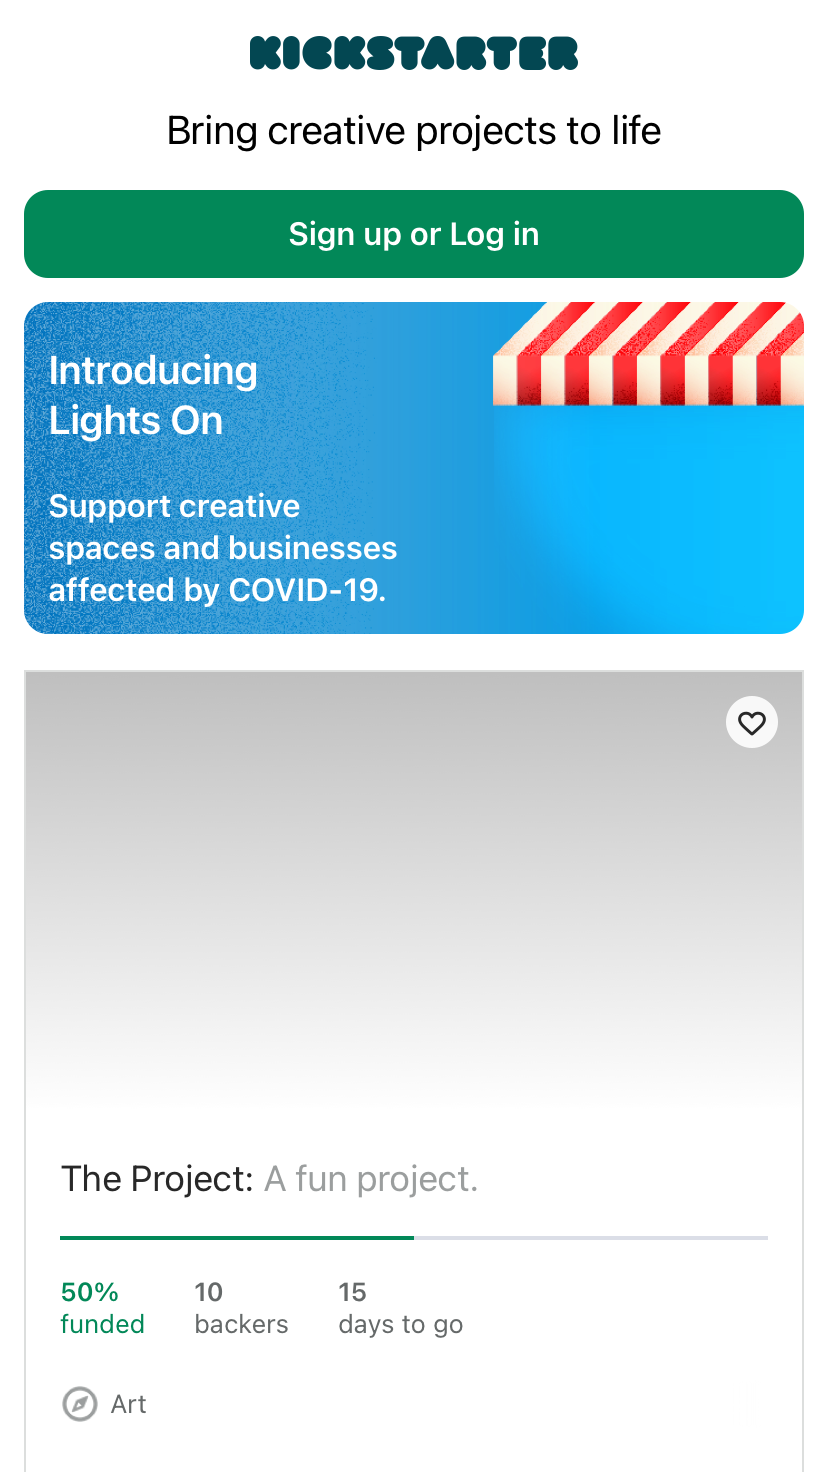 KICKSTARTER
Bring creative projects to life
Sign up or Log in
Introducing
Lights On
Support creative
spaces and businesses
affected by COVID-19.
The Project: A fun project.
50% 10 15
funded backers days to go
Art